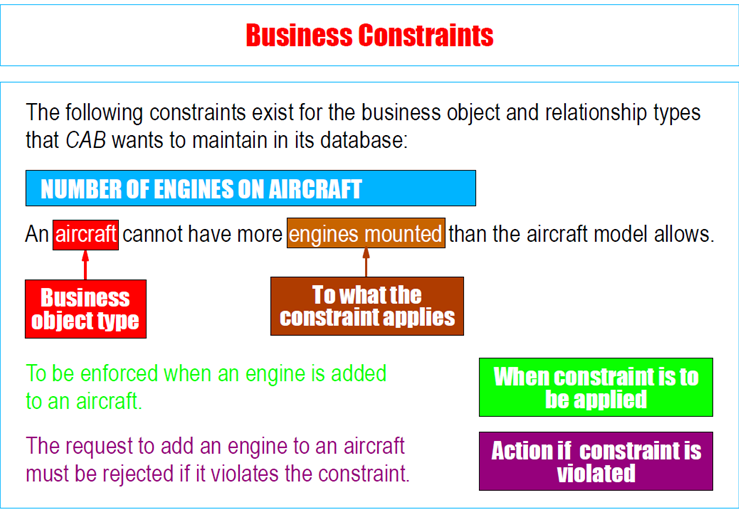 Business Constraints
The following constraints exist for the business object and relationship types
that CAB wants to maintain in its database:
NUMBER OF ENGINES ON AIRCRAFT
An aircraft cannot have more engines mounted than the aircraft model allows.
Business
object type
To what the
constraint applies
To be enforced when an engine is added
to an aircraft.
When constraint is to
be applied
The request to add an engine to an aircraft
must be rejected if it violates the constraint.
Action if constraint is
violated